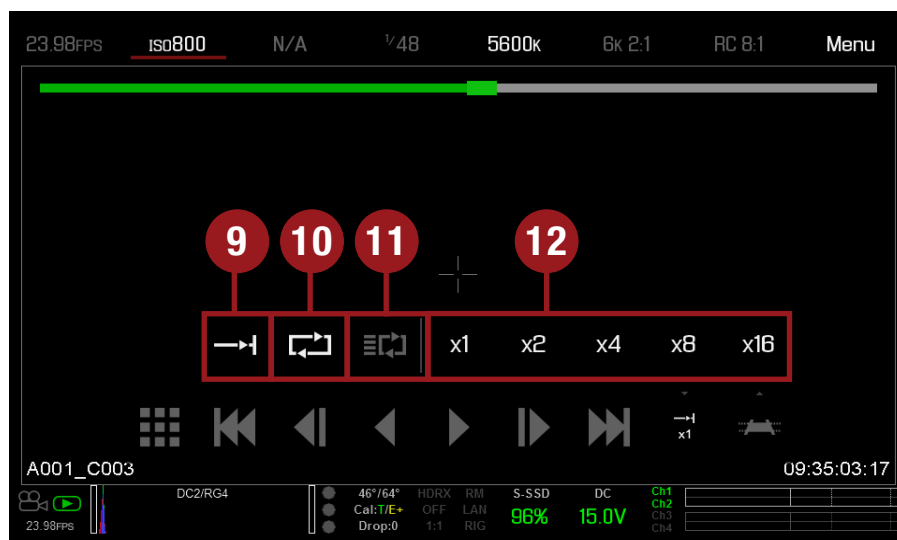 23.98FPS ISO800 N/A 1/48 5600K 6K 2:1 RC 8:1 Menu
9 10 11 12
x1 x2 x4 x8 x16
x1
A001_C003 09:35:03:17
DC2/RG4 46°/64° HDRX RM S-SSD DC Ch1
Cal:T/E+ OFF LAN 96% 15.0V Ch2
23.98FPS Drop:0 1:1 RIG Ch3
Ch4